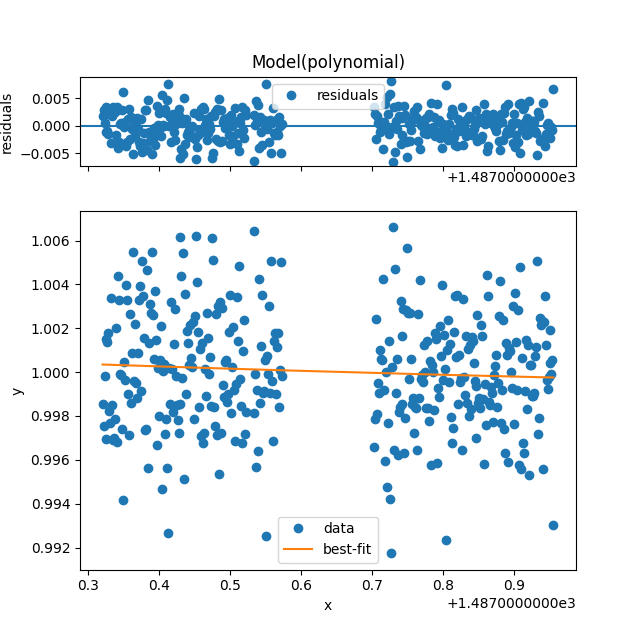 Model(polynomial)
residuals
0.005
0.000
−0.005
residuals
+1.4870000000e3
y
1.006
1.004
1.002
1.000
0.998
0.996
0.994
0.992
data
best-fit
0.3 0.4 0.5 0.6 0.7 0.8 0.9
x
+1.4870000000e3